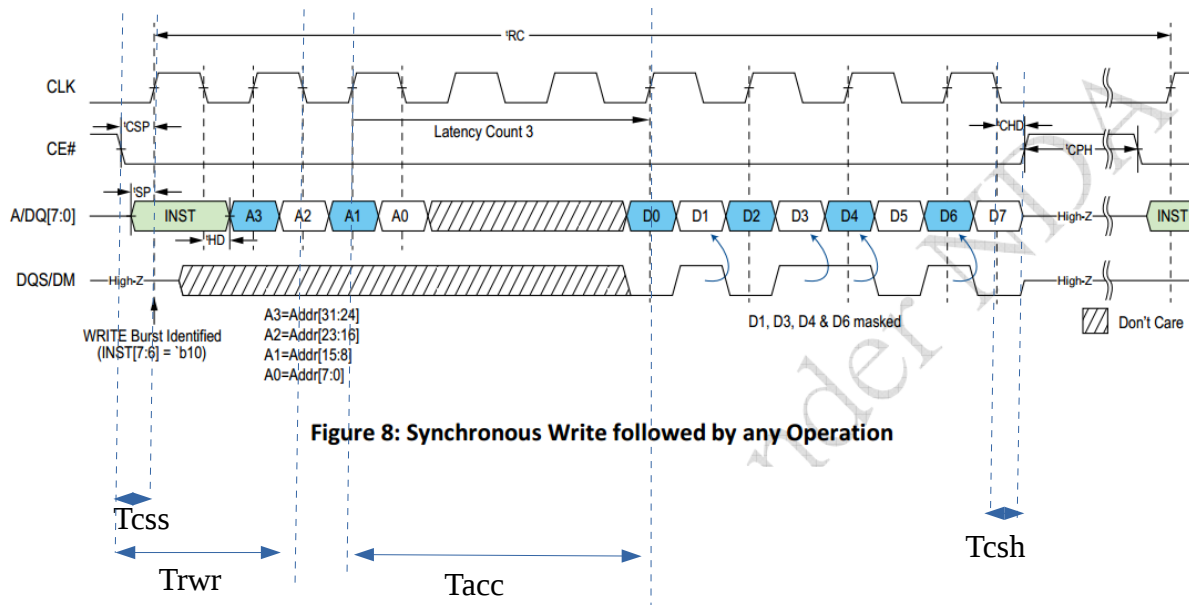 tRC
CLK
tCSP
Latency Count 3
tCHD
CE#
tCPH
tSP
A/DQ[7:0]
INST A3 A2 A1 A0 D0 D1 D2 D3 D4 D5 D6 D7 High-Z INST
tHD
DQS/DM
High-Z High-Z
WRITE Burst Identified
(INST[7:6] = `b10)
A3=Addr[31:24]
A2=Addr[23:16]
A1=Addr[15:8]
A0=Addr[7:0]
D1, D3, D4 & D6 masked
Don't Care
Figure 8: Synchronous Write followed by any Operation
nder NDA
Tcss
Trwr
Tacc
Tcsh